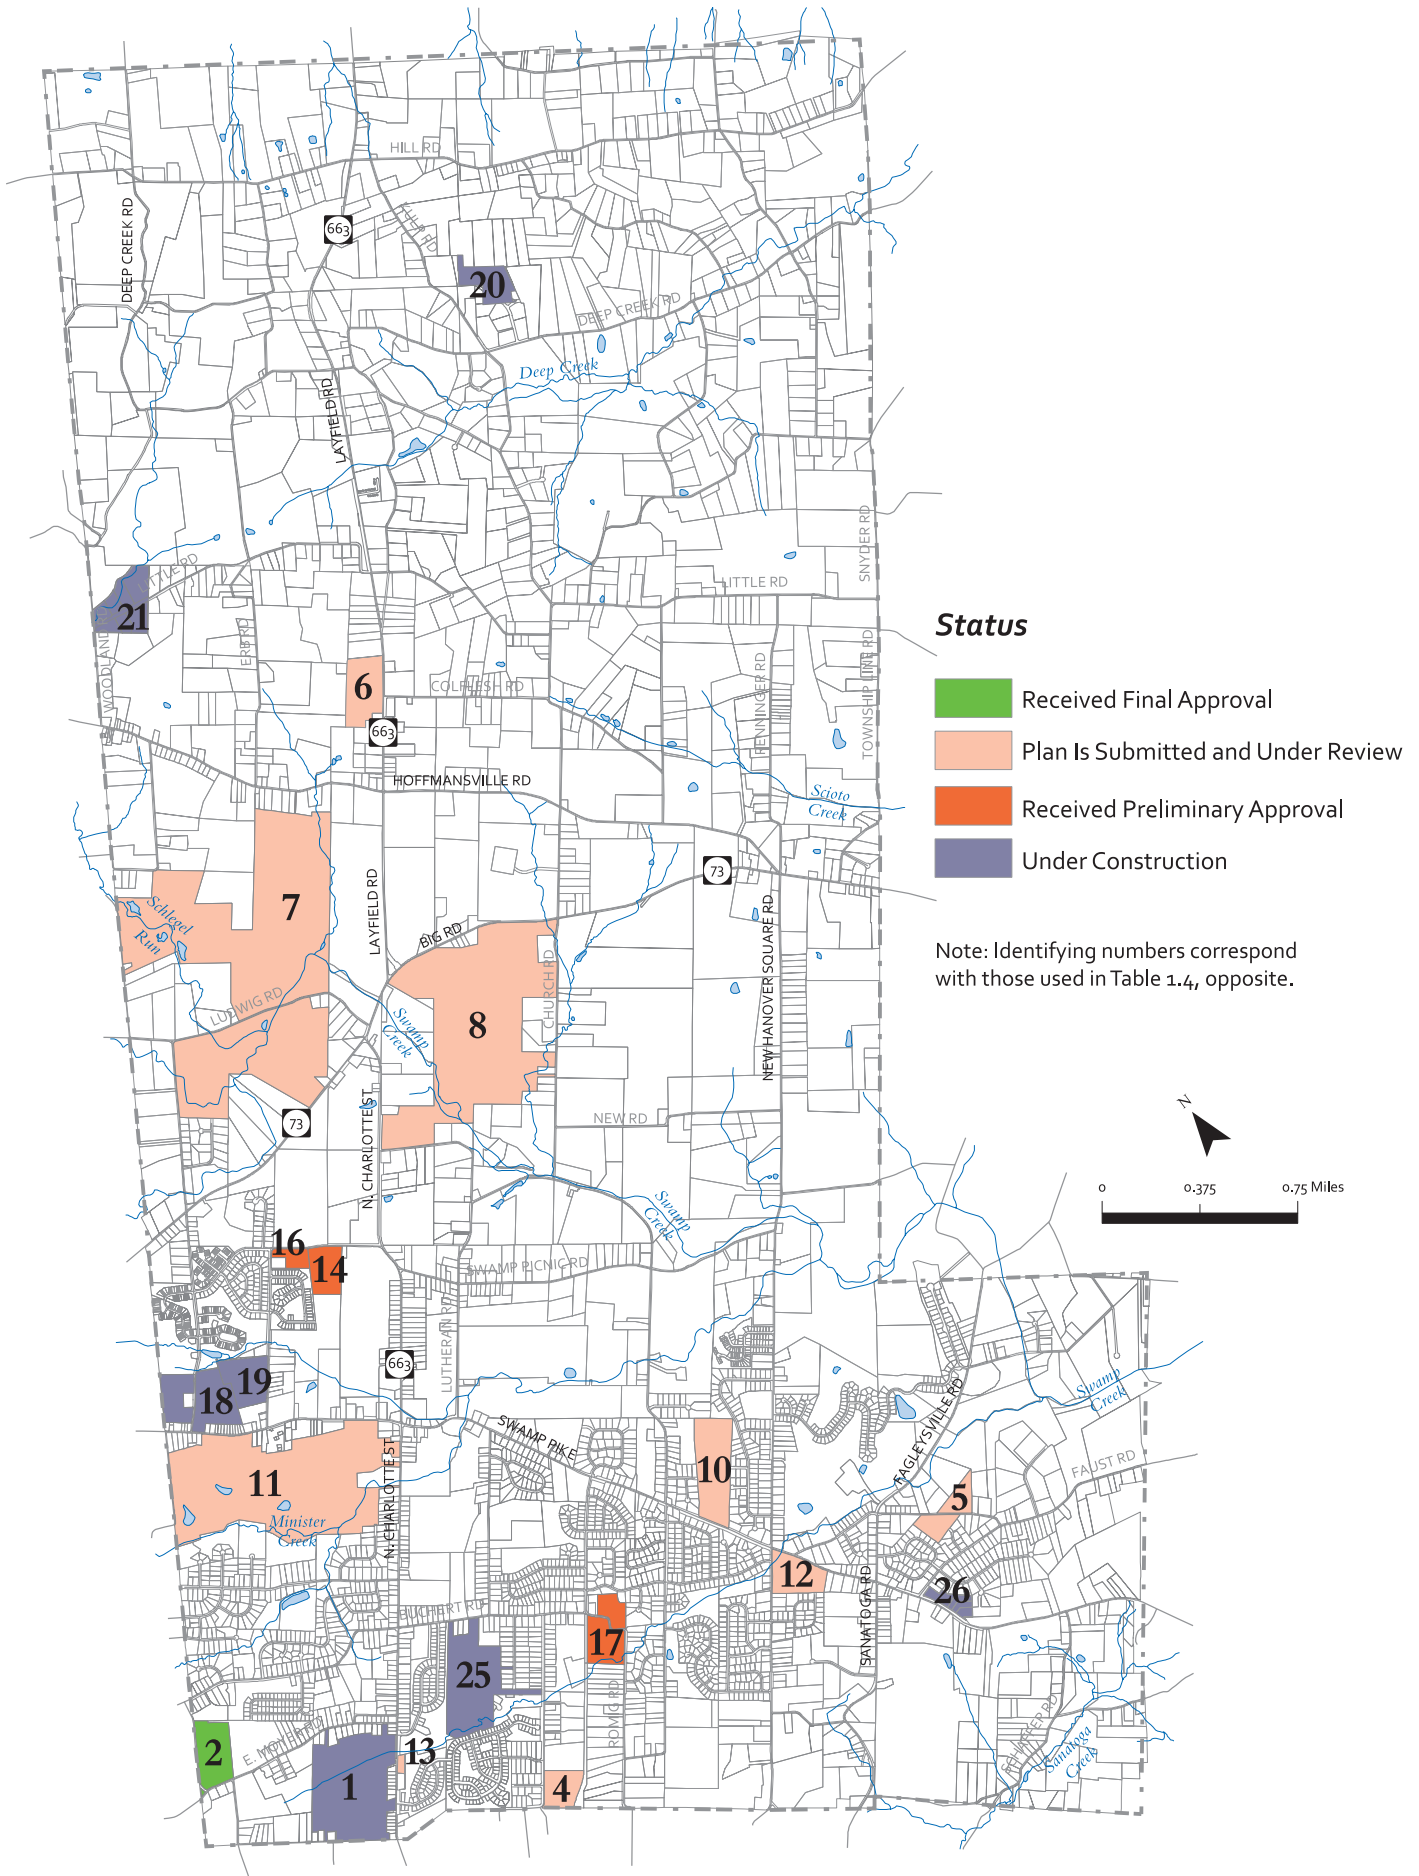 HILL RD
663
KULP RD
DEEP CREEK RD
20
DEEP CREEK RD
Deep Creek
LAYFIELD RD
SNYDER RD
LITTLE RD
LITTLE RD
21
WOODLAND RD
ERB RD
6
COLFLESH RD
663
PENNINGER RD
TOWNSHIP LINE RD
HOFFMANSVILLE RD
Scioto
Creek
73
7
Schlegel
Run
LAYFIELD RD
BIG RD
CHURCH RD
NEW HANOVER SQUARE RD
LUDWIG RD
Swamp
Creek
8
73
N. CHARLOTTE ST
NEW RD
Swamp
Creek
16
14
SWAMP PICNIC RD
LUTHERAN RD
663
19
18
SWAMP PIKE
FAGLEYSVILLE RD
Swamp
Creek
FAUST RD
11
10
5
Minister
Creek
N. CHARLOTTE ST
12
SANATOGA RD
26
BUCHERT RD
17
25
ROMIG RD
2
E. MOYER RD
13
1
4
Sanatoga
Creek
Status
Received Final Approval
Plan Is Submitted and Under Review
Received Preliminary Approval
Under Construction
Note: Identifying numbers correspond
with those used in Table 1.4, opposite.
N
0 0.375 0.75 Miles